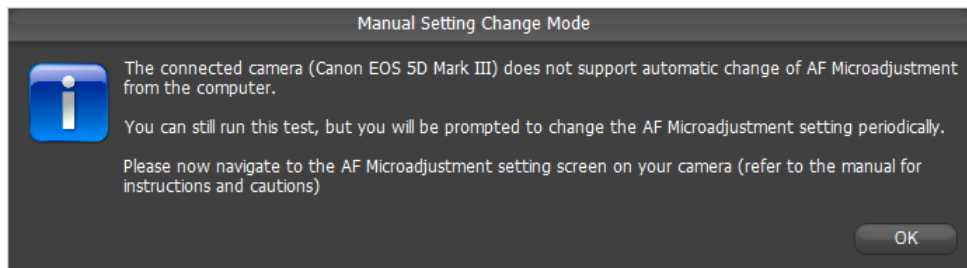 Manual Setting Change Mode
The connected camera (Canon EOS 5D Mark III) does not support automatic change of AF Microadjustment
from the computer.
You can still run this test, but you will be prompted to change the AF Microadjustment setting periodically.
Please now navigate to the AF Microadjustment setting screen on your camera (refer to the manual for
instructions and cautions)
OK